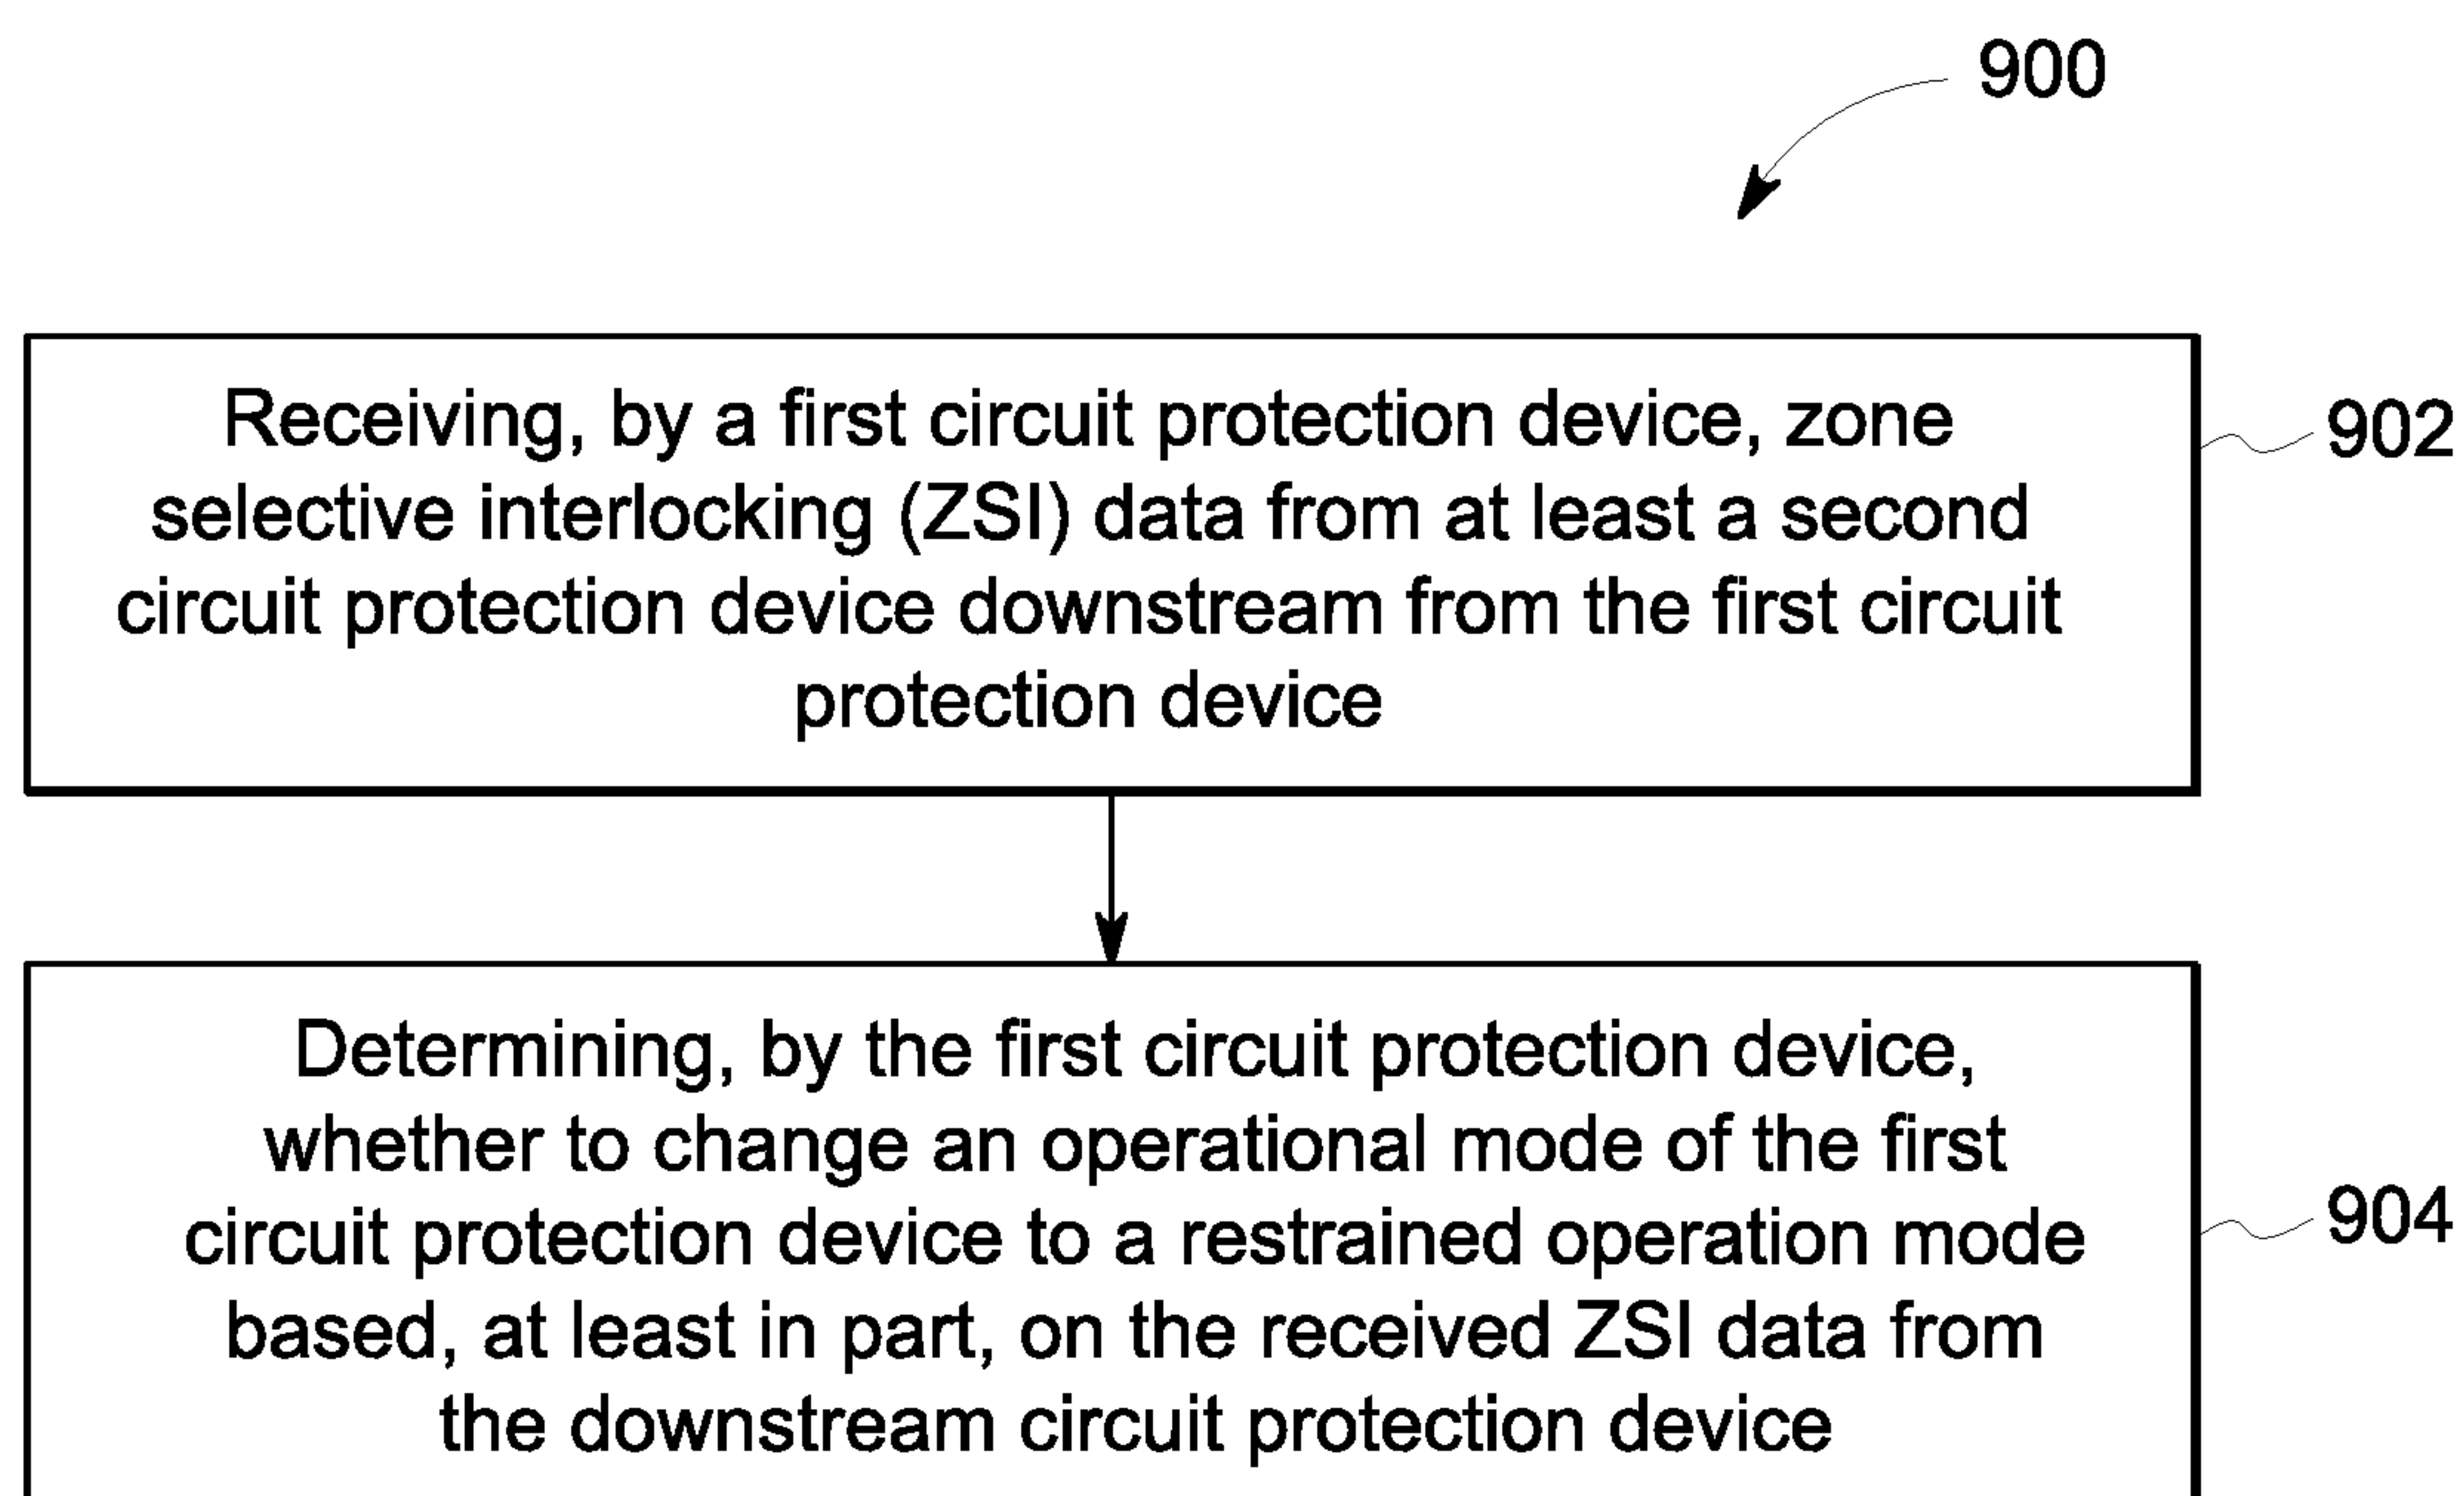 900
Receiving, by a first circuit protection device, zone
selective interlocking (ZSI) data from at least a second
circuit protection device downstream from the first circuit
protection device
902
Determining, by the first circuit protection device,
whether to change an operational mode of the first
circuit protection device to a restrained operation mode
based, at least in part, on the received ZSI data from
the downstream circuit protection device
904